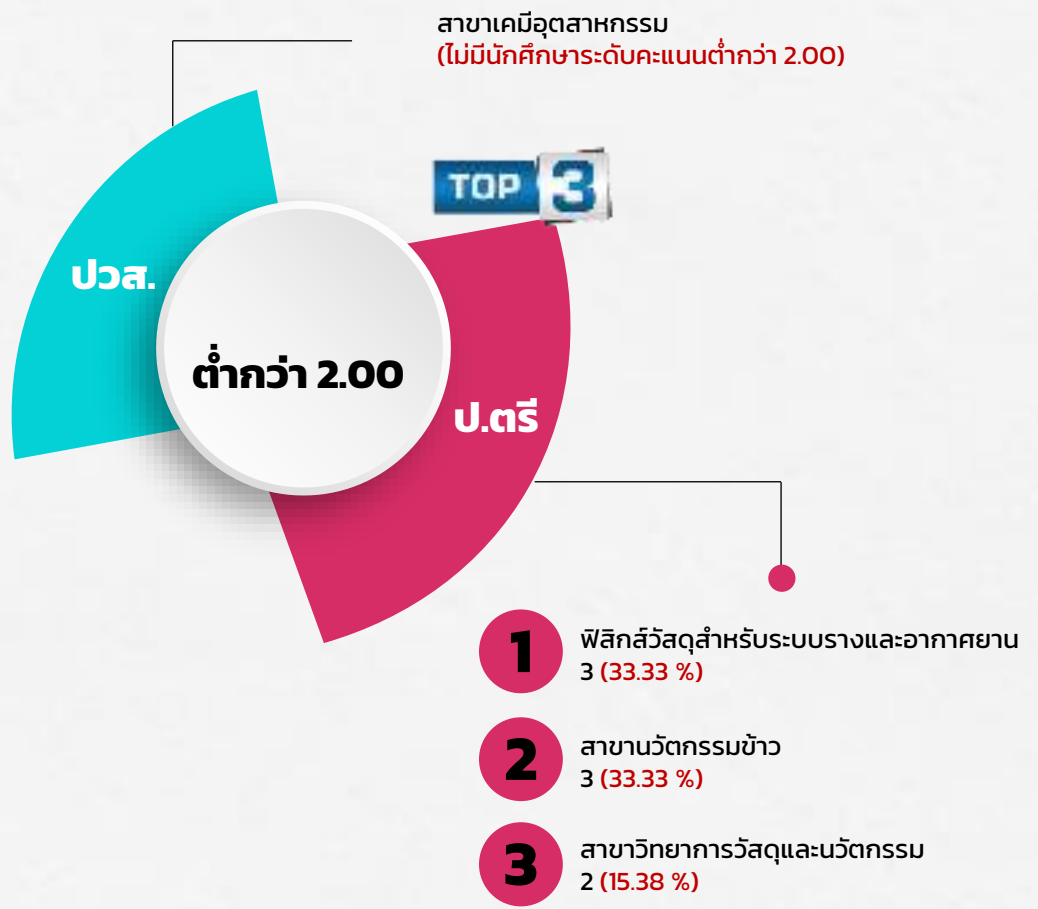 สาขาเคมีอุตสาหกรรม
(ไม่มีนักศึกษาระดับคะแนนต่ำกว่า 2.00)
TOP 3
ปวส.
ต่ำกว่า 2.00
ป.ตรี
1
ฟิสิกส์วัสดุสำหรับระบบรางและอากาศยาน
3 (33.33 %)
2
สาขานวัตกรรมข้าว
3 (33.33 %)
3
สาขาวิทยาการวัสดุและนวัตกรรม
2 (15.38 %)